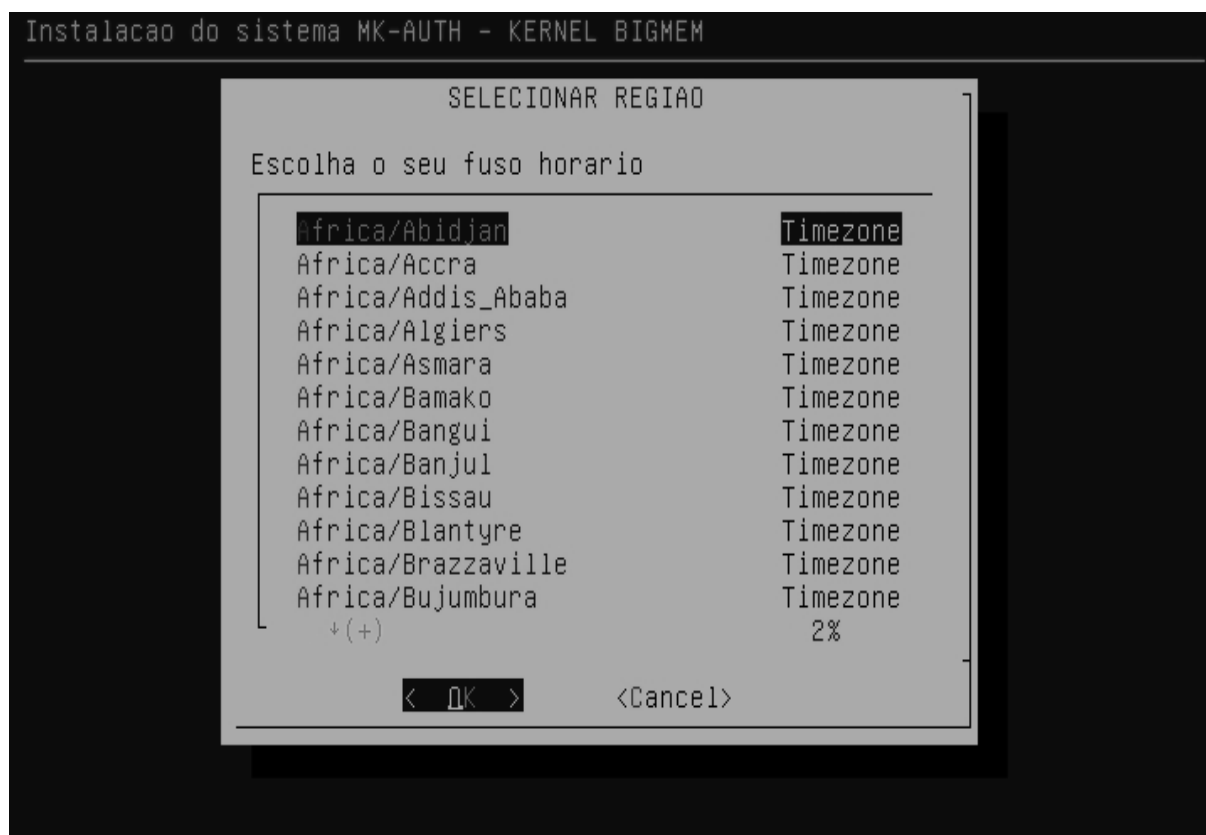 Instalacao do sistema MK-AUTH - KERNEL BIGMEM
SELECIONAR REGIAO
Escolha o seu fuso horario
Africa/Abidjan Timezone
Africa/Accra Timezone
Africa/Addis_Ababa Timezone
Africa/Algiers Timezone
Africa/Asmara Timezone
Africa/Bamako Timezone
Africa/Bangui Timezone
Africa/Banjul Timezone
Africa/Bissau Timezone
Africa/Blantyre Timezone
Africa/Brazzaville Timezone
Africa/Bujumbura Timezone
↓(+) 2%
< OK > <Cancel>